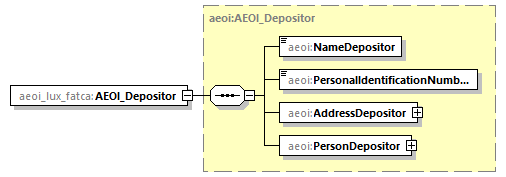 aeoi:AEOI_Depositor
aeoi:NameDepositor
aeoi:PersonalIdentificationNumb...
aeoi_lux_fatca:AEOI_Depositor
aeoi:AddressDepositor
aeoi:PersonDepositor